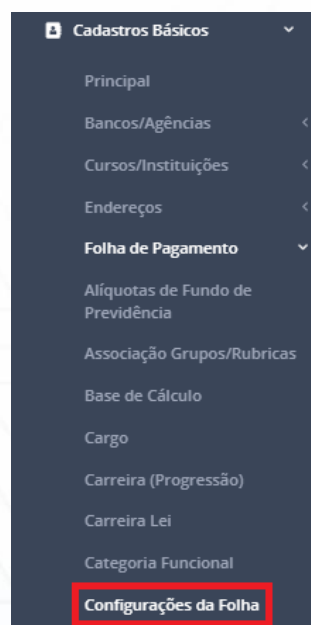 Cadastros Básicos
Principal
Bancos/Agências
Cursos/Instituições
Endereços
Folha de Pagamento
Alíquotas de Fundo de
Previdência
Associação Grupos/Rubricas
Base de Cálculo
Cargo
Carreira (Progressão)
Carreira Lei
Categoria Funcional
Configurações da Folha